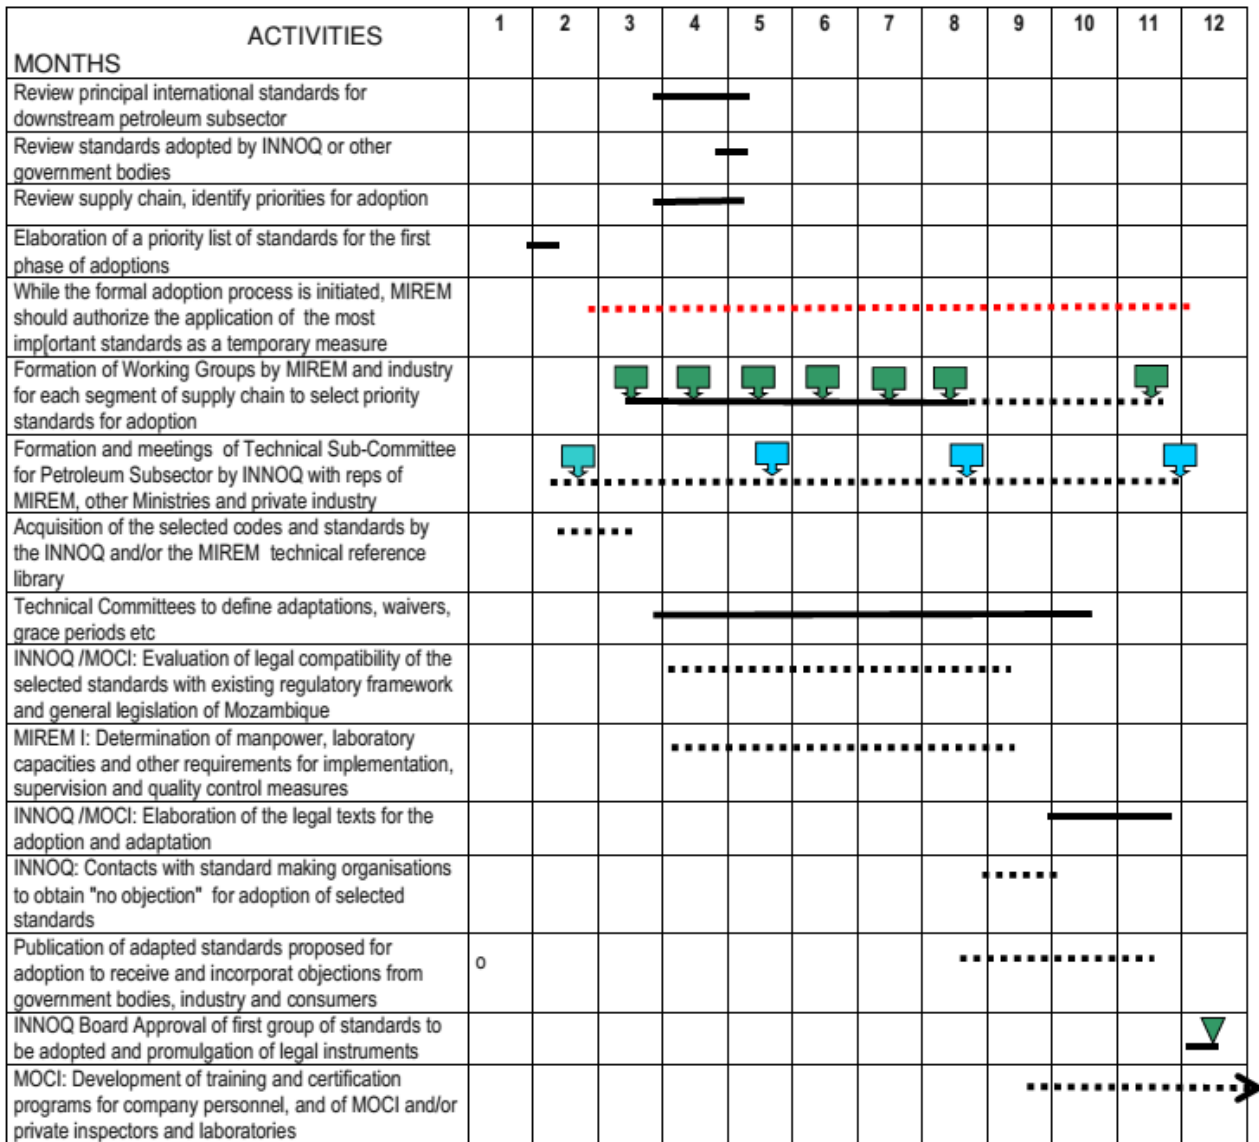 ACTIVITIES
MONTHS
1 2 3 4 5 6 7 8 9 10 11 12
Review principal international standards for
downstream petroleum subsector
Review standards adopted by INNOQ or other
government bodies
Review supply chain, identify priorities for adoption
Elaboration of a priority list of standards for the first
phase of adoptions
While the formal adoption process is initiated, MIREM
should authorize the application of the most
imp[ortant standards as a temporary measure
Formation of Working Groups by MIREM and industry
for each segment of supply chain to select priority
standards for adoption
Formation and meetings of Technical Sub-Committee
for Petroleum Subsector by INNOQ with reps of
MIREM, other Ministries and private industry
Acquisition of the selected codes and standards by
the INNOQ and/or the MIREM technical reference
library
Technical Committees to define adaptations, waivers,
grace periods etc
INNOQ /MOCI: Evaluation of legal compatibility of the
selected standards with existing regulatory framework
and general legislation of Mozambique
MIREM I: Determination of manpower, laboratory
capacities and other requirements for implementation,
supervision and quality control measures
INNOQ /MOCI: Elaboration of the legal texts for the
adoption and adaptation
INNOQ: Contacts with standard making organisations
to obtain "no objection" for adoption of selected
standards
Publication of adapted standards proposed for
adoption to receive and incorporat objections from
government bodies, industry and consumers
o
INNOQ Board Approval of first group of standards to
be adopted and promulgation of legal instruments
MOCI: Development of training and certification
programs for company personnel, and of MOCI and/or
private inspectors and laboratories